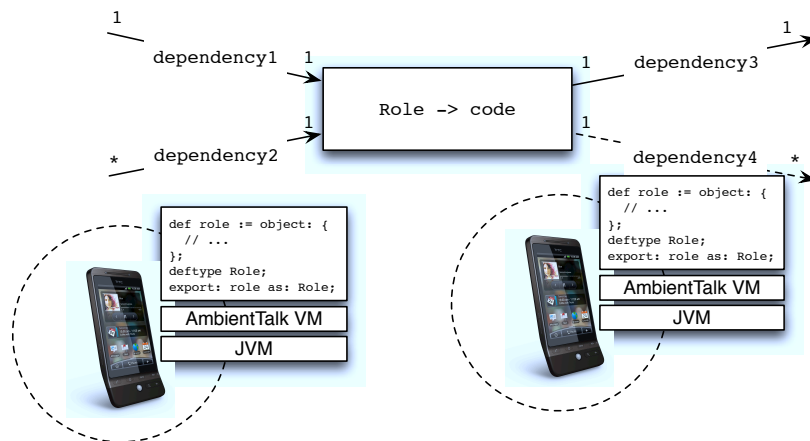 1
1
dependency1
1
1
dependency3
Role -> code
1
1
*
dependency2
dependency4
*
def role := object: {
// ...
};
deftype Role;
export: role as: Role;
AmbientTalk VM
JVM
def role := object: {
// ...
};
deftype Role;
export: role as: Role;
AmbientTalk VM
JVM